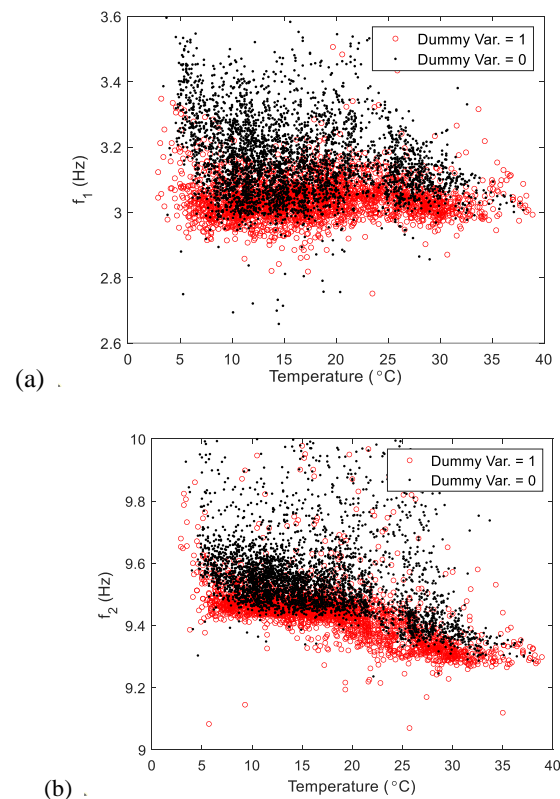 3.6
3.4
3.2
3
2.8
2.6
f1 (Hz)
Dummy Var. = 1
Dummy Var. = 0
0 5 10 15 20 25 30 35 40
Temperature (°C)
(a) .
10
9.8
9.6
9.4
9.2
9
f2 (Hz)
Dummy Var. = 1
Dummy Var. = 0
0 5 10 15 20 25 30 35 40
Temperature (°C)
(b) .